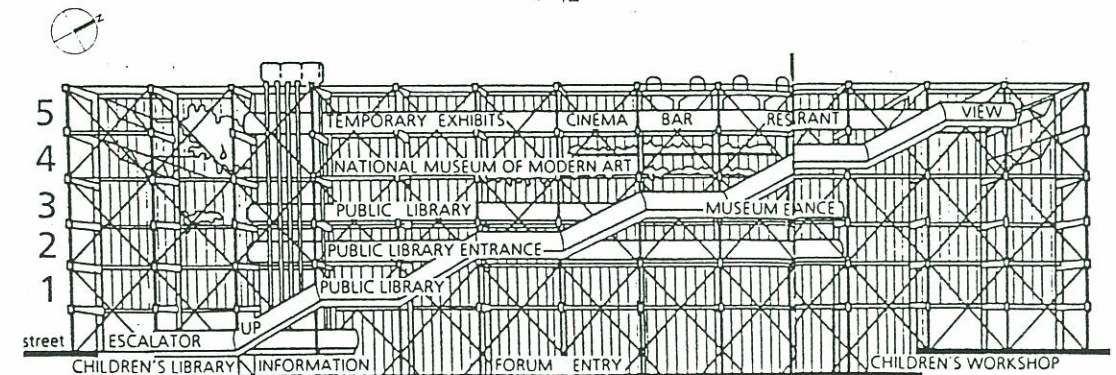 5
TEMPORARY EXHIBITS CINEMA BAR RESTRANT VIEW
4
NATIONAL MUSEUM OF MODERN ART
3
PUBLIC LIBRARY MUSEUM EANCE
2
PUBLIC LIBRARY ENTRANCE
1
PUBLIC LIBRARY
street ESCALATOR UP
CHILDREN'S LIBRARY INFORMATION FORUM ENTRY CHILDREN'S WORKSHOP